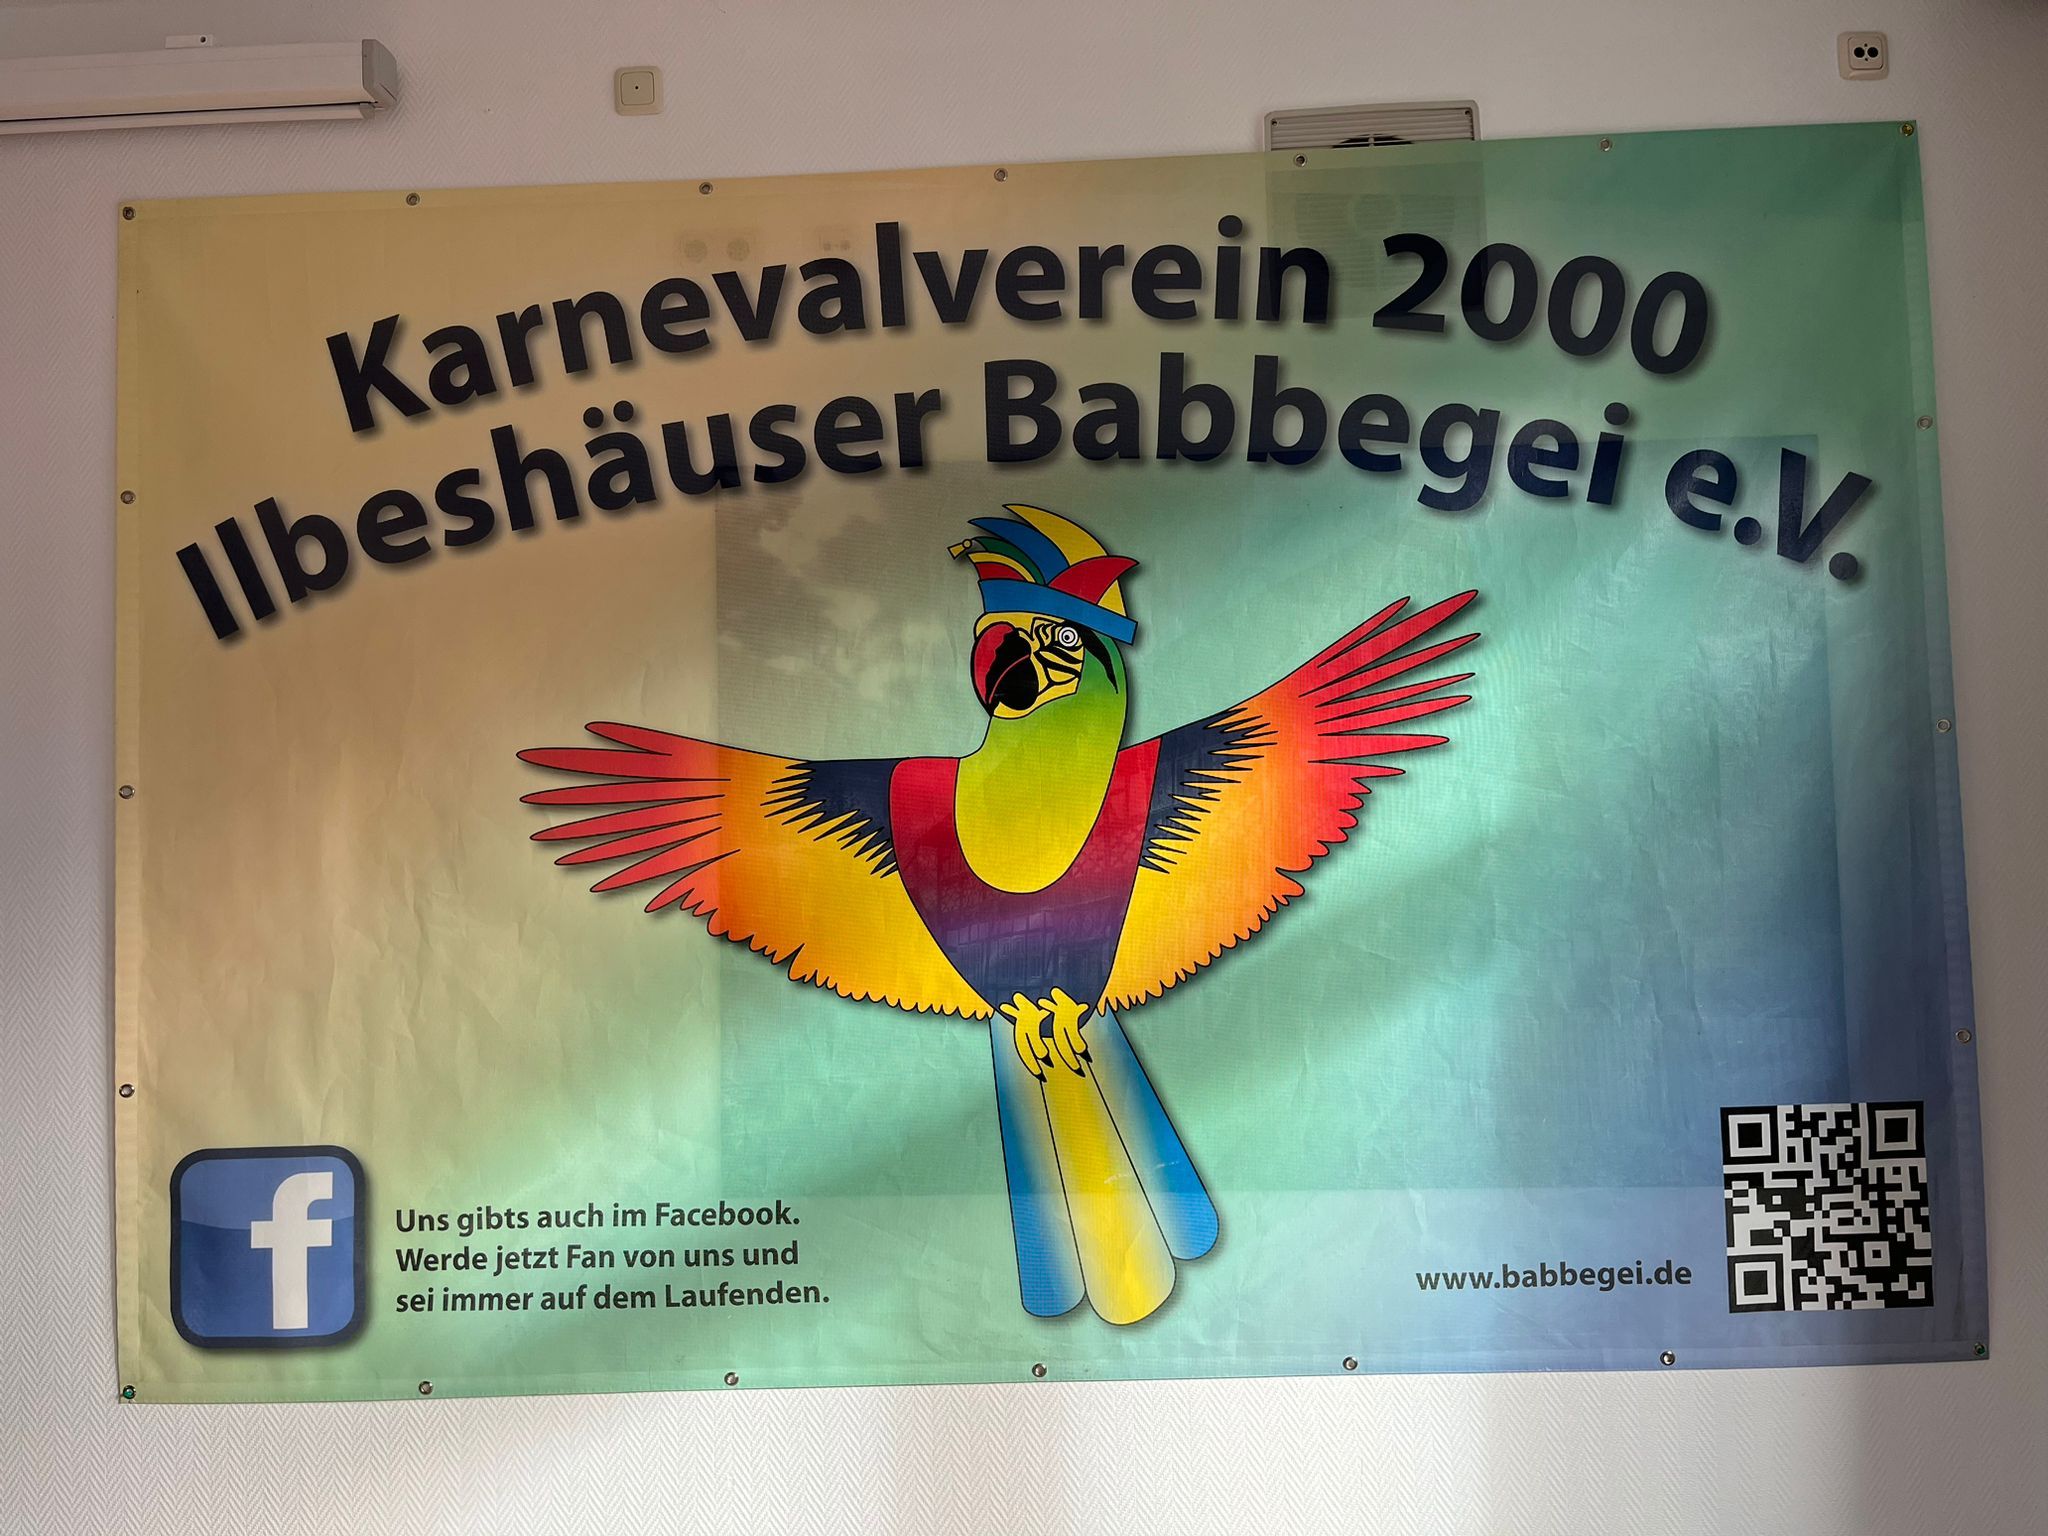 Karnevalverein 2000
Ilbeshäuser Babbegei e.V.
f
Uns gibts auch im Facebook.
Werde jetzt Fan von uns und
sei immer auf dem Laufenden.
www.babbegei.de